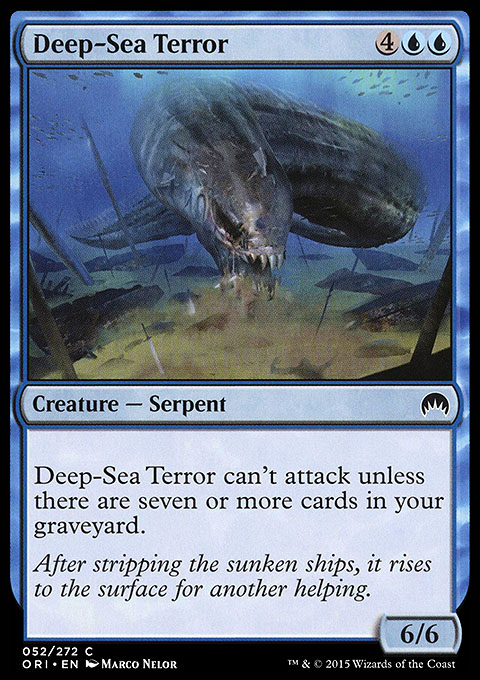 Deep-Sea Terror 4
Creature — Serpent
Deep-Sea Terror can't attack unless
there are seven or more cards in your
graveyard.
After stripping the sunken ships, it rises
to the surface for another helping.
6/6
052/272 C
ORI • EN Marco Nelor
™ & © 2015 Wizards of the Coast